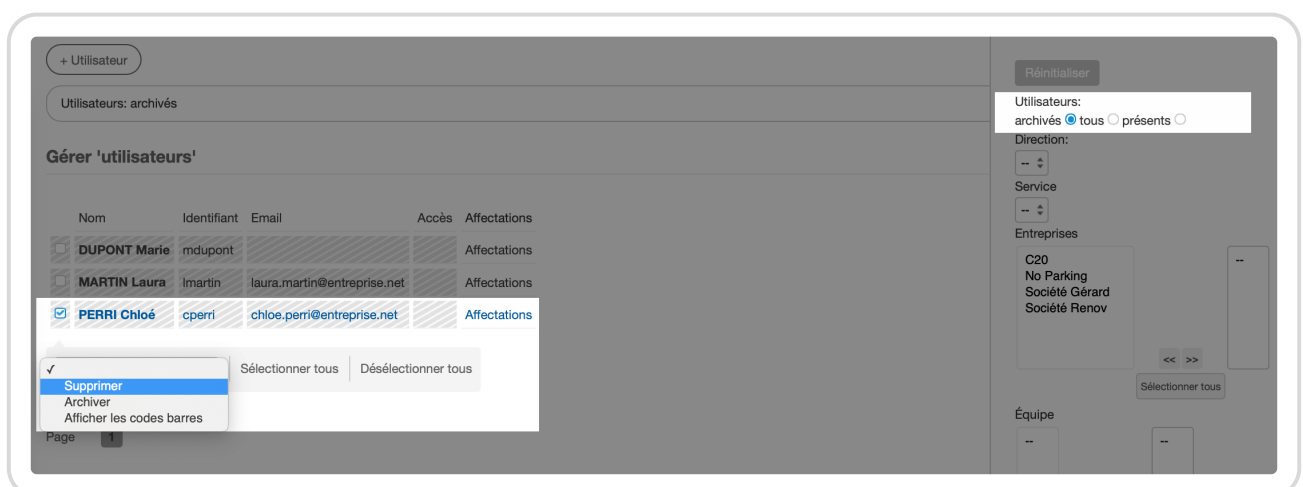 + Utilisateur
Utilisateurs: archivés
Gérer 'utilisateurs'
Nom Identifiant Email Accès Affectations
DUPONT Marie mdupont Affectations
MARTIN Laura lmartin laura.martin@entreprise.net Affectations
PERRI Chloé cperri chloe.perri@entreprise.net Affectations
✓ Sélectionner tous Désélectionner tous
Supprimer
Archiver
Afficher les codes barres
Page 1
Réinitialiser
Utilisateurs:
archivés tous présents
Direction:
--
Service
--
Entreprises
C20 --
No Parking
Société Gérard
Société Renov
<< >>
Sélectionner tous
Équipe
-- --